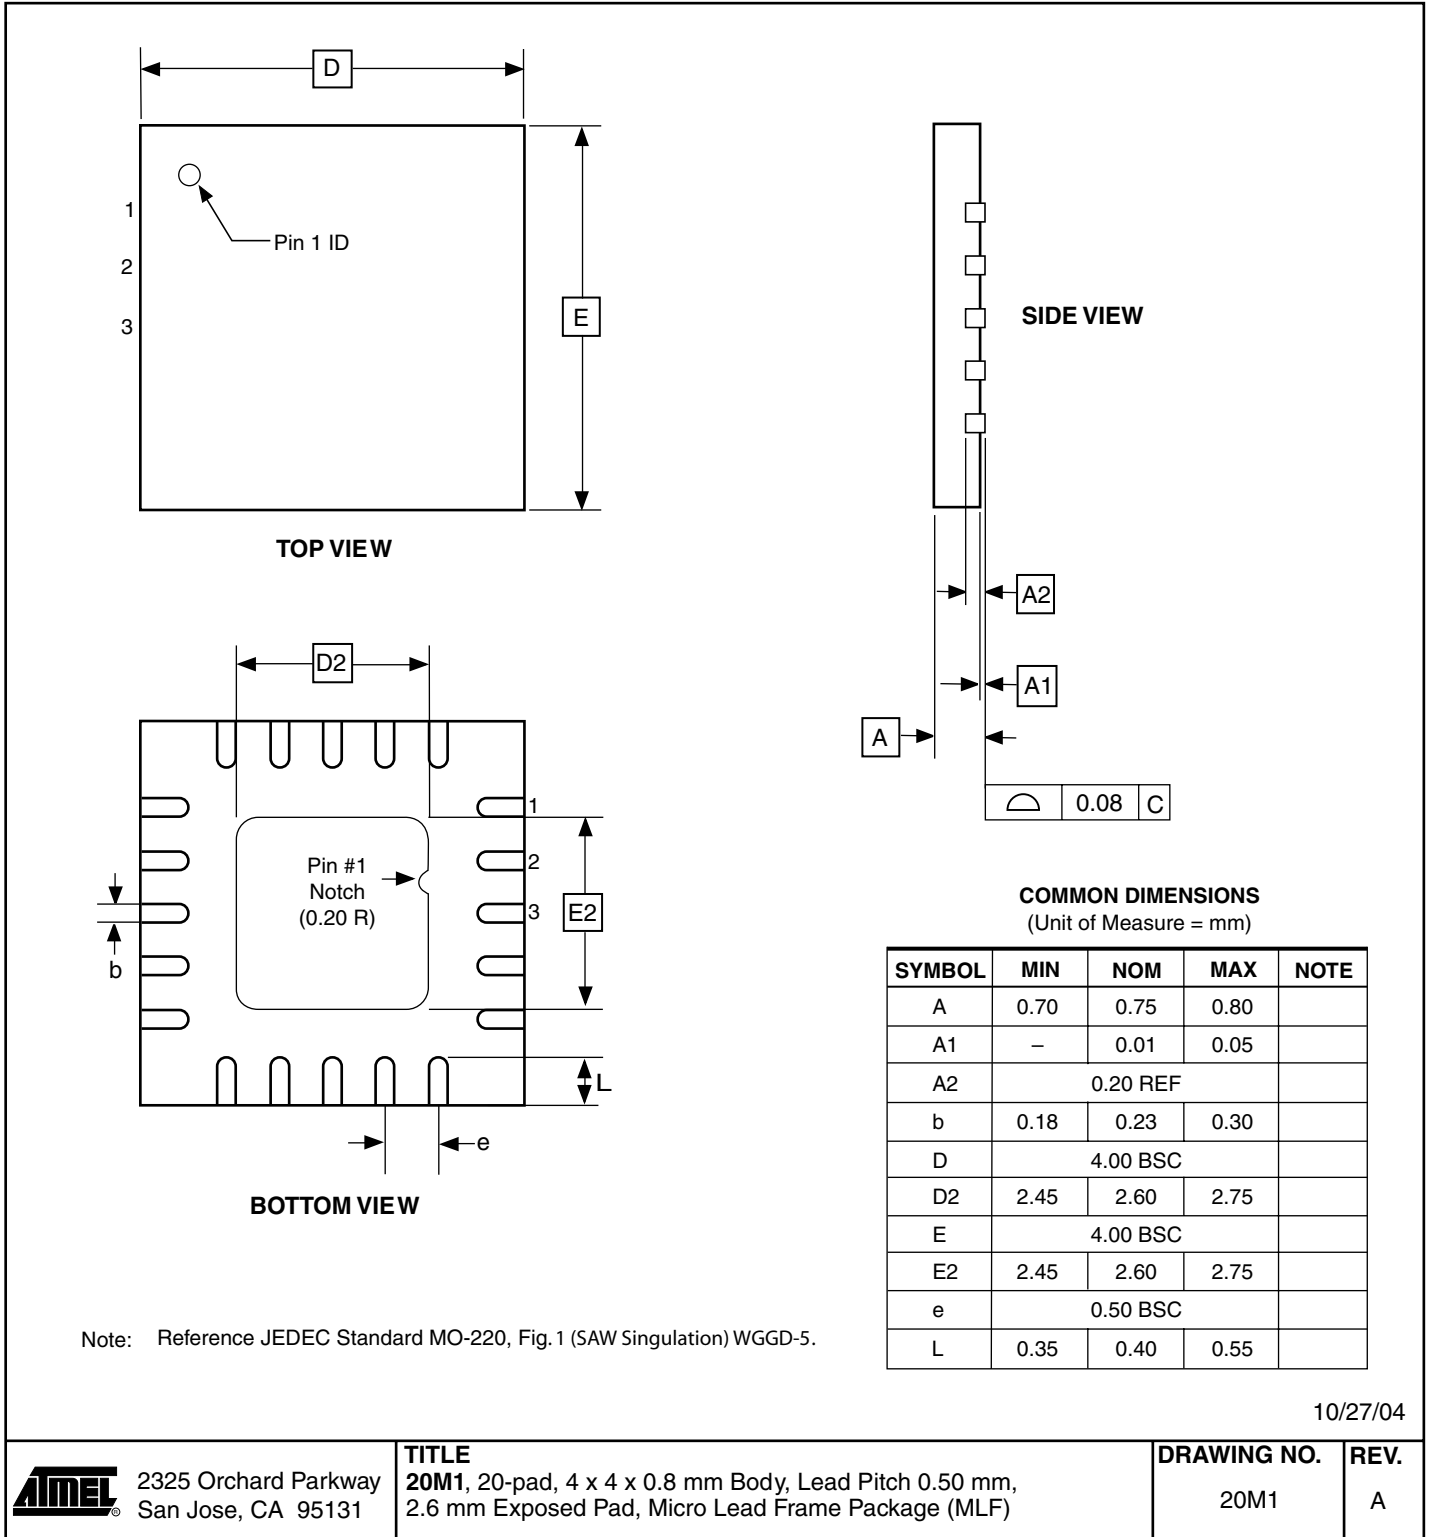 D
1
2
3
Pin 1 ID
E
SIDE VIEW
TOP VIEW
A2
D2
A1
A
0.08 C
1
2
3
Pin #1
Notch
(0.20 R)
E2
b
L
e
BOTTOM VIEW
COMMON DIMENSIONS
(Unit of Measure = mm)
SYMBOL MIN NOM MAX NOTE
A 0.70 0.75 0.80
A1 – 0.01 0.05
A2 0.20 REF
b 0.18 0.23 0.30
D 4.00 BSC
D2 2.45 2.60 2.75
E 4.00 BSC
E2 2.45 2.60 2.75
e 0.50 BSC
L 0.35 0.40 0.55
Note: Reference JEDEC Standard MO-220, Fig. 1 (SAW Singulation) WGGD-5.
10/27/04
ATMEL ®
2325 Orchard Parkway
San Jose, CA 95131
TITLE
20M1, 20-pad, 4 x 4 x 0.8 mm Body, Lead Pitch 0.50 mm,
2.6 mm Exposed Pad, Micro Lead Frame Package (MLF)
DRAWING NO.
20M1
REV.
A